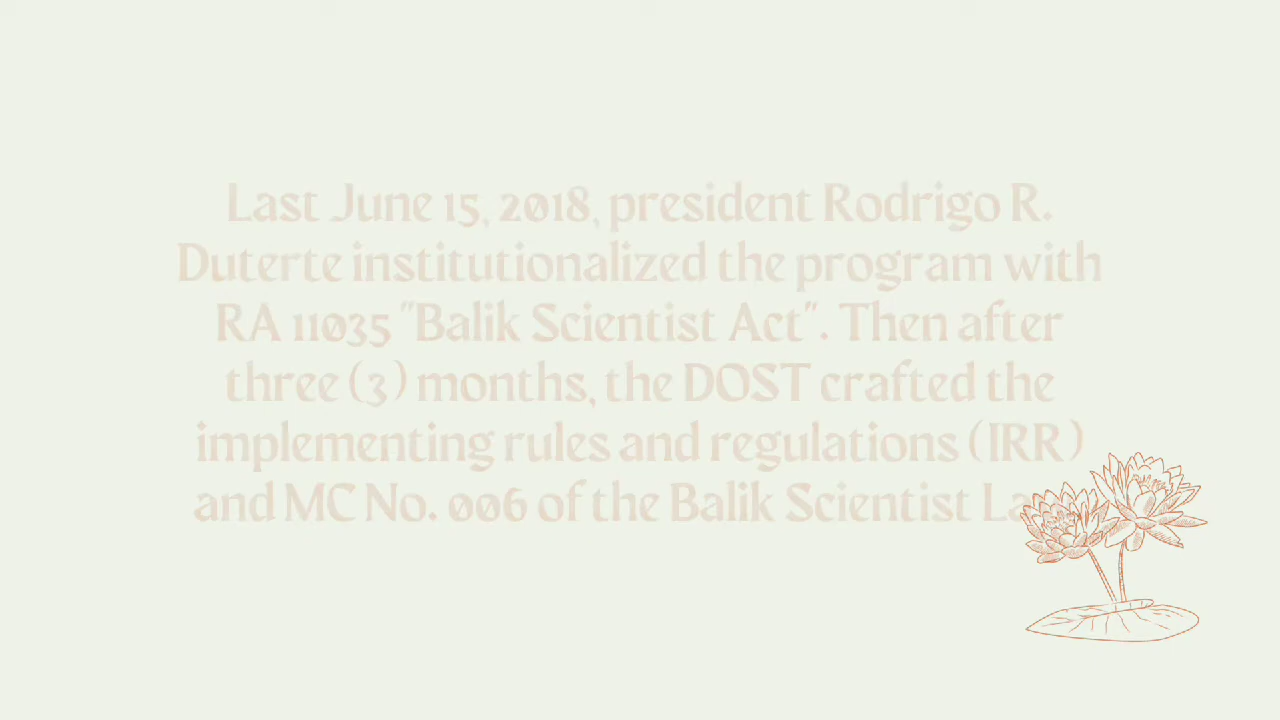 Last June 15, 2018, president Rodrigo R.
Duterte institutionalized the program with
RA 11035 "Balik Scientist Act". Then after
three (3) months, the DOST crafted the
implementing rules and regulations (IRR)
and MC No. 006 of the Balik Scientist